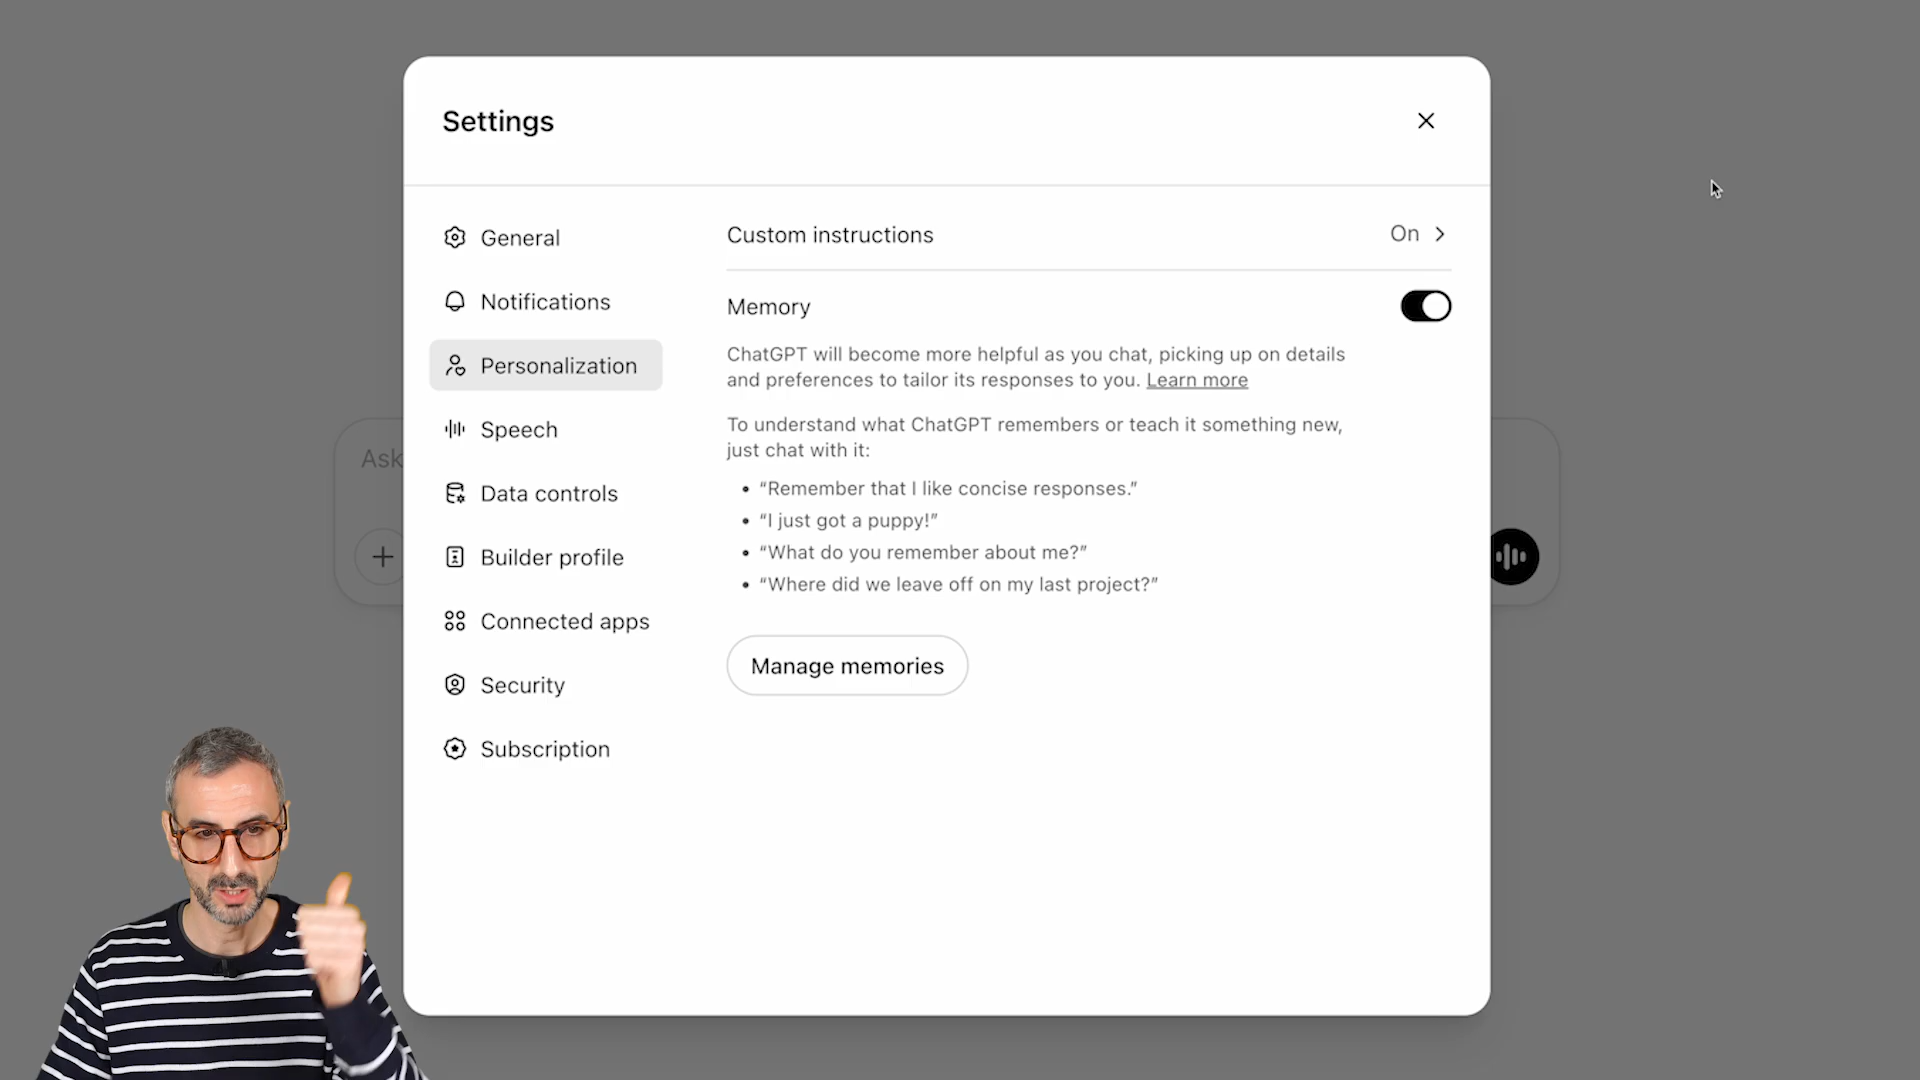 Settings
General
Notifications
Personalization
Speech
Data controls
Builder profile
Connected apps
Security
Subscription
Custom instructions
On
Memory
ChatGPT will become more helpful as you chat, picking up on details
and preferences to tailor its responses to you. Learn more
To understand what ChatGPT remembers or teach it something new,
just chat with it:
• “Remember that I like concise responses.”
• “I just got a puppy!”
• “What do you remember about me?”
• “Where did we leave off on my last project?”
Manage memories
Ask